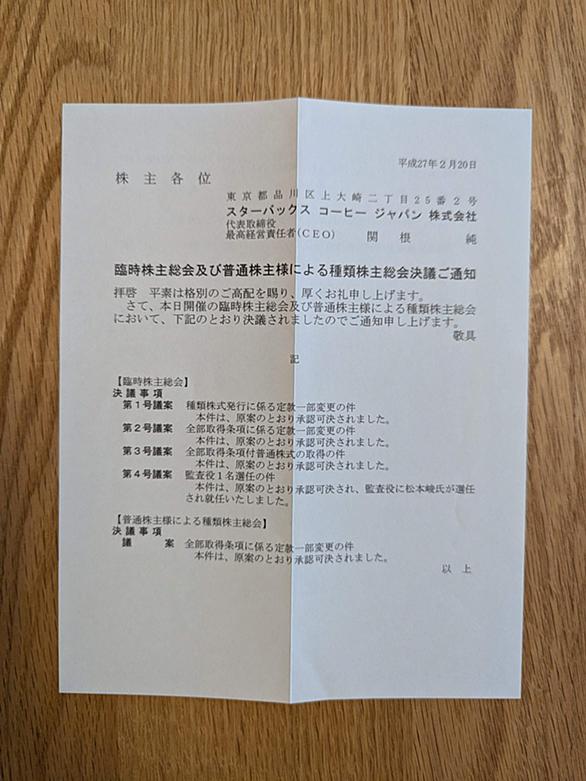 平成27年2月20日
株主各位
東京都品川区上大崎二丁目25番2号
スターバックス コーヒー ジャパン 株式会社
代表取締役
最高経営責任者(CEO) 関根 純
臨時株主総会及び普通株主様による種類株主総会決議ご通知
拝啓 平素は格別のご高配を賜り、厚くお礼申し上げます。
さて、本日開催の臨時株主総会及び普通株主様による種類株主総会
において、下記のとおり決議されましたのでご通知申し上げます。
敬具
記
【臨時株主総会】
決議事項
第1号議案 種類株式発行に係る定款一部変更の件
本件は、原案のとおり承認可決されました。
第2号議案 全部取得条項に係る定款一部変更の件
本件は、原案のとおり承認可決されました。
第3号議案 全部取得条項付普通株式の取得の件
本件は、原案のとおり承認可決されました。
第4号議案 監査役1名選任の件
本件は、原案のとおり承認可決され、監査役に松本峻氏が選任
され就任いたしました。
【普通株主様による種類株主総会】
決議事項
議案 全部取得条項に係る定款一部変更の件
本件は、原案のとおり承認可決されました。
以上